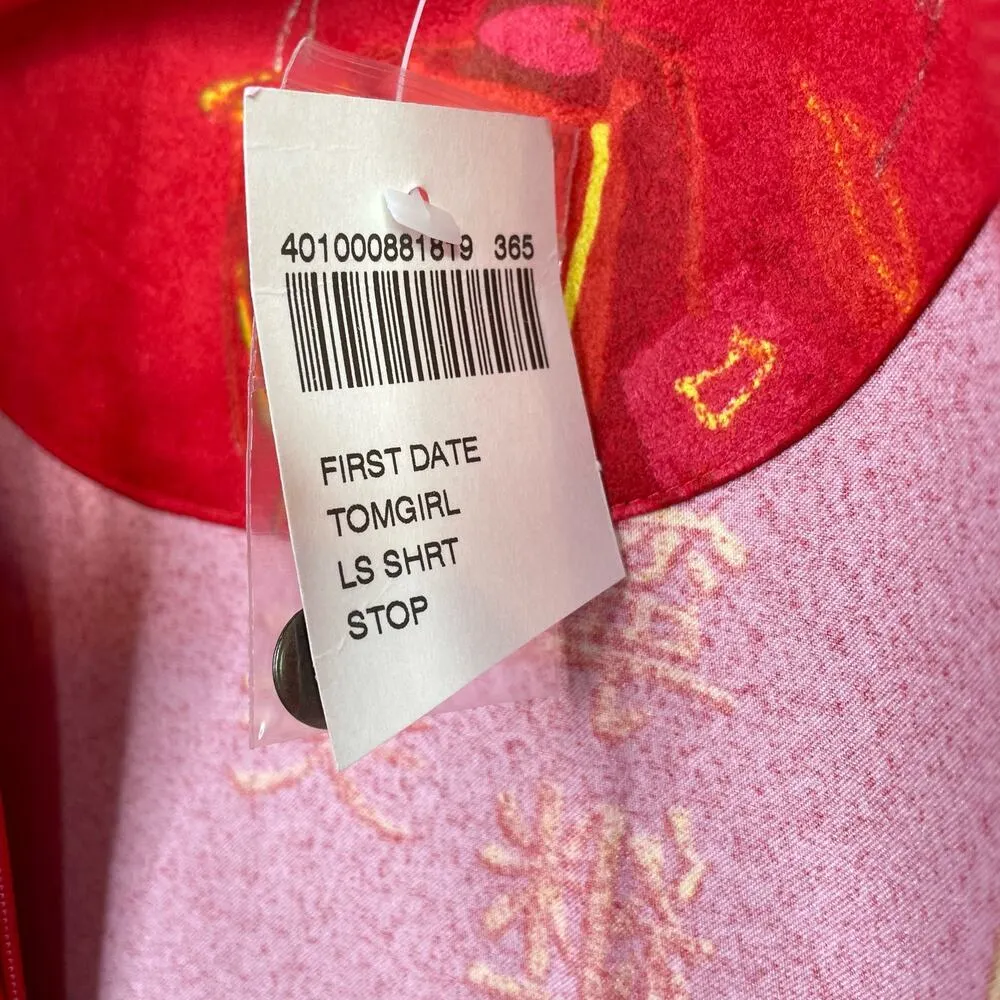 401000881819 365
FIRST DATE
TOMGIRL
LS SHRT
STOP